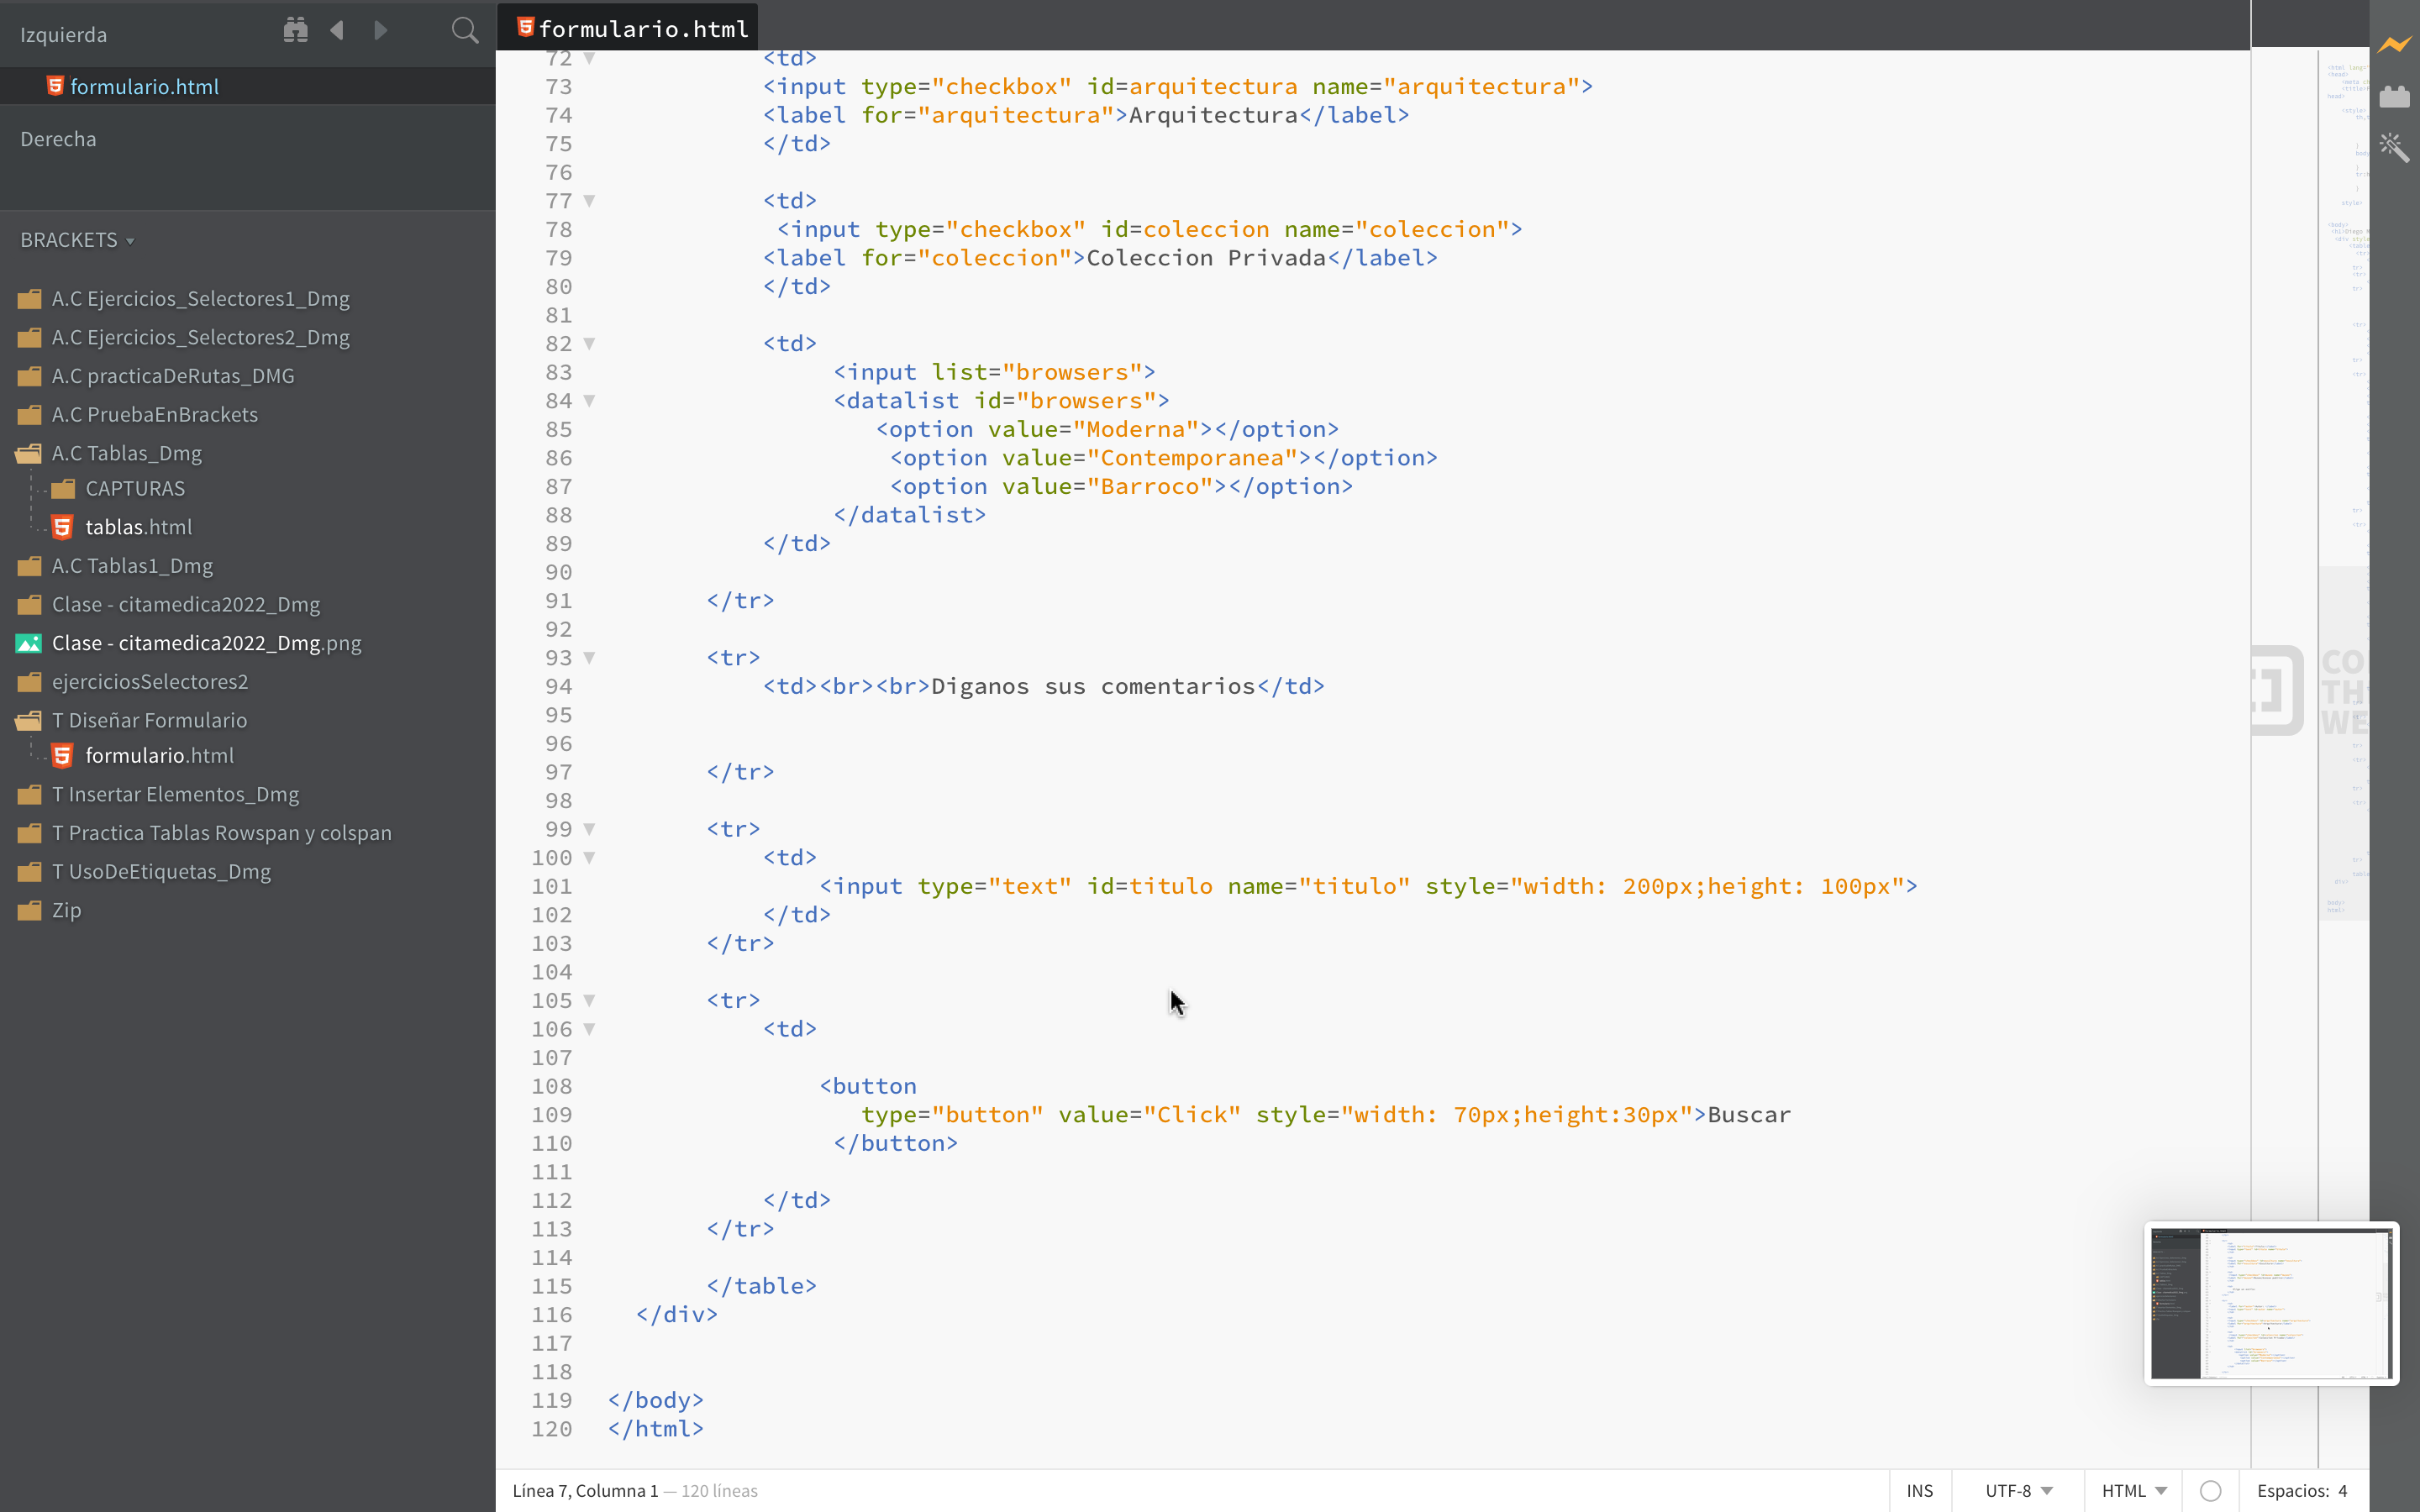 Izquierda
formulario.html
Derecha
BRACKETS
A.C Ejercicios_Selectores1_Dmg
A.C Ejercicios_Selectores2_Dmg
A.C practicaDeRutas_DMG
A.C PruebaEnBrackets
A.C Tablas_Dmg
CAPTURAS
tablas.html
A.C Tablas1_Dmg
Clase - citamedica2022_Dmg
Clase - citamedica2022_Dmg.png
ejerciciosSelectores2
T Diseñar Formulario
formulario.html
T Insertar Elementos_Dmg
T Practica Tablas Rowspan y colspan
T UsoDeEtiquetas_Dmg
Zip
formulario.html
72 <td>
73 <input type="checkbox" id=arquitectura name="arquitectura">
74 <label for="arquitectura">Arquitectura</label>
75 </td>
76
77 <td>
78 <input type="checkbox" id=coleccion name="coleccion">
79 <label for="coleccion">Coleccion Privada</label>
80 </td>
81
82 <td>
83 <input list="browsers">
84 <datalist id="browsers">
85 <option value="Moderna"></option>
86 <option value="Contemporanea"></option>
87 <option value="Barroco"></option>
88 </datalist>
89 </td>
90
91 </tr>
92
93 <tr>
94 <td><br><br>Diganos sus comentarios</td>
95
96
97 </tr>
98
99 <tr>
100 <td>
101 <input type="text" id=titulo name="titulo" style="width: 200px;height: 100px">
102 </td>
103 </tr>
104
105 <tr>
106 <td>
107
108 <button
109 type="button" value="Click" style="width: 70px;height:30px">Buscar
110 </button>
111
112 </td>
113 </tr>
114
115 </table>
116 </div>
117
118
119 </body>
120 </html>
CO
TH
WE
Línea 7, Columna 1 — 120 líneas
INS
UTF-8
HTML
Espacios: 4